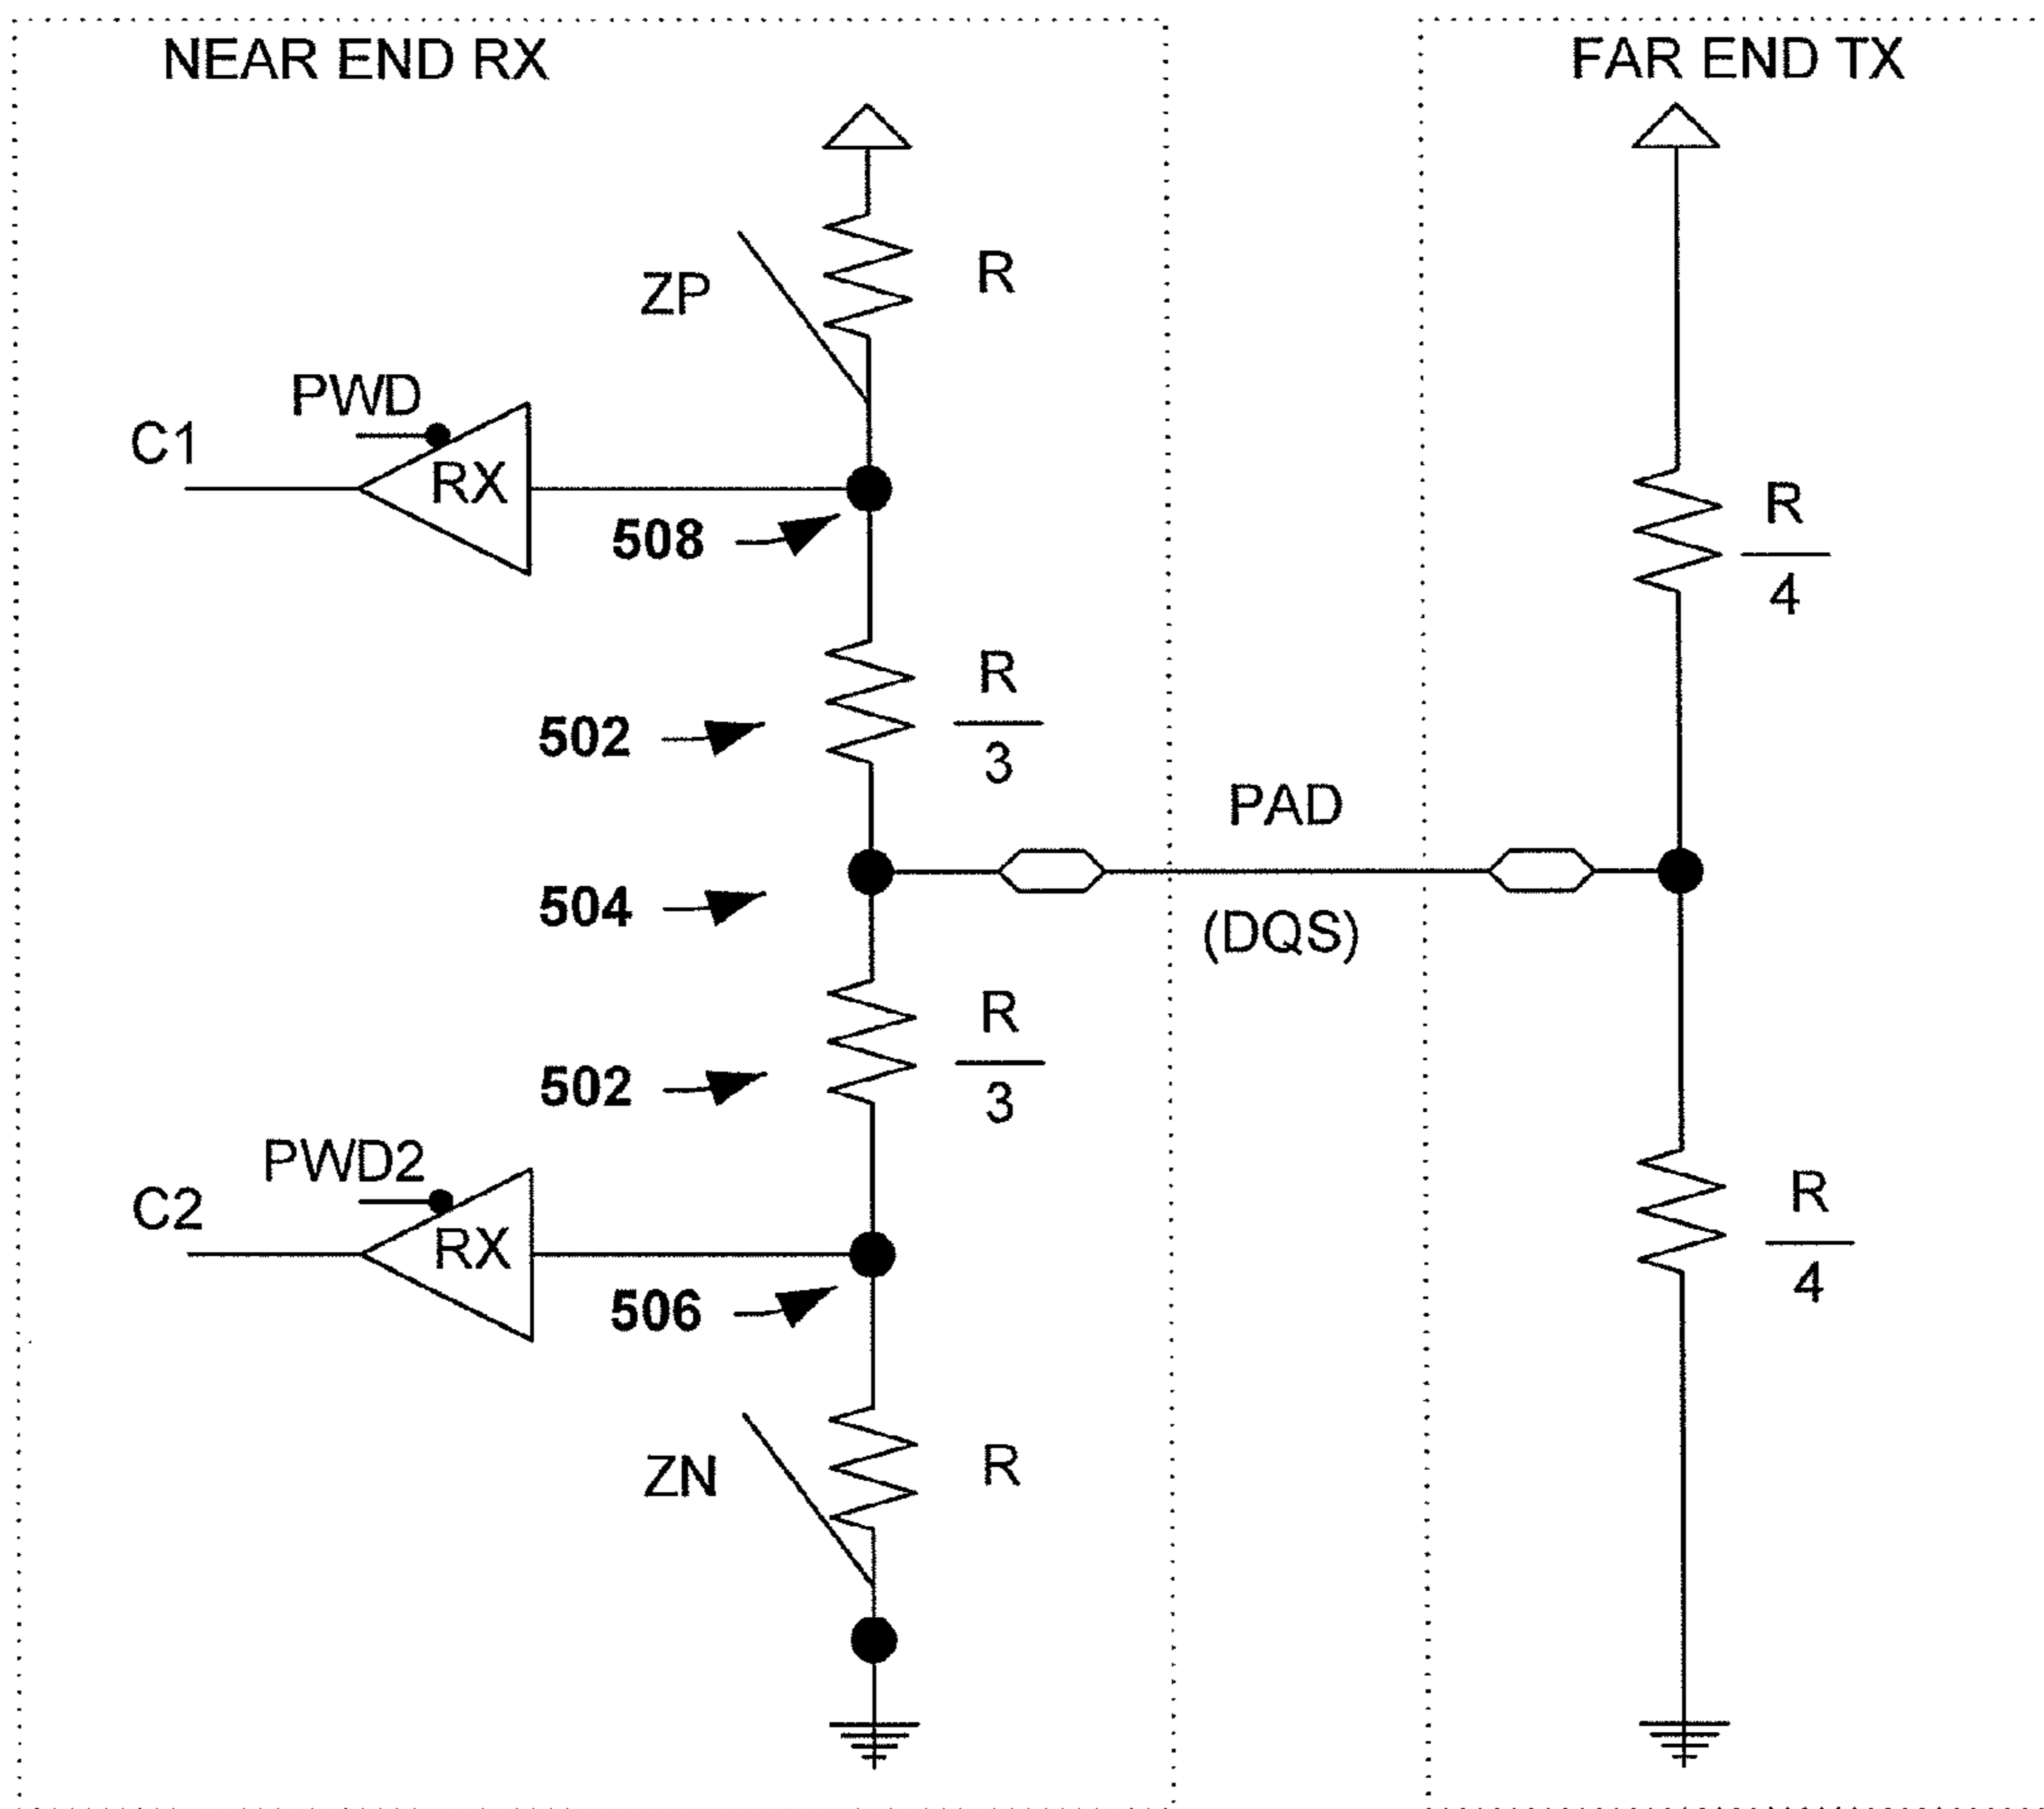 NEAR END RX
FAR END TX
R
ZP
PWD
C1
RX
508
R
4
R
3
502
PAD
504
(DQS)
R
3
502
PWD2
C2
RX
R
4
506
ZN
R